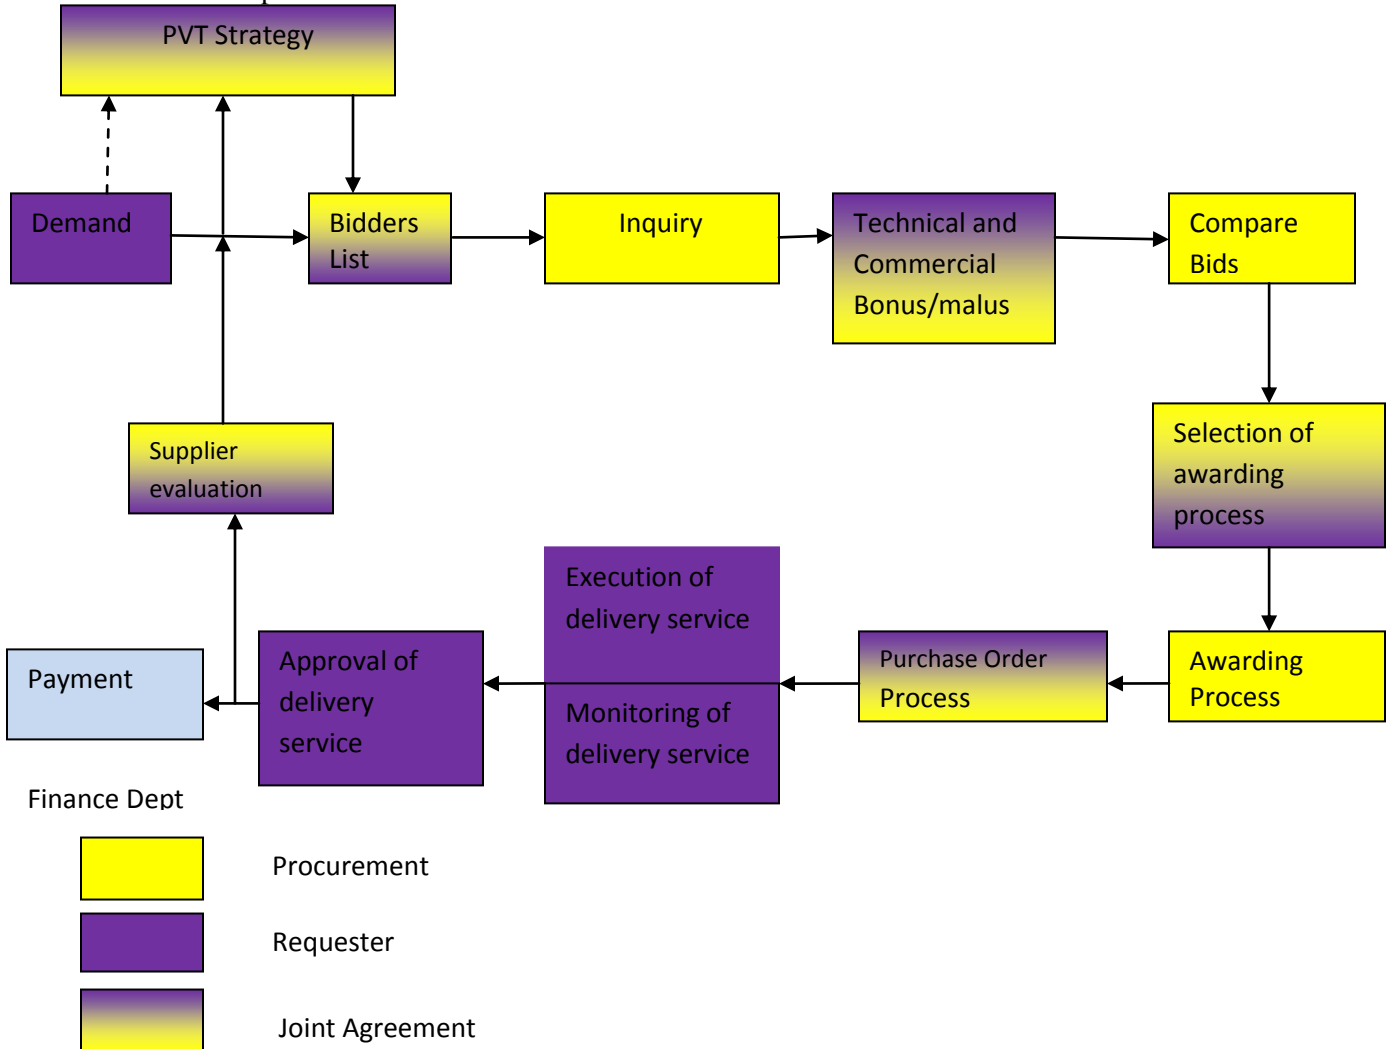 PVT Strategy
Demand
Bidders
List
Inquiry
Technical and
Commercial
Bonus/malus
Compare
Bids
Supplier
evaluation
Selection of
awarding
process
Execution of
delivery service
Payment
Approval of
delivery
service
Monitoring of
delivery service
Purchase Order
Process
Awarding
Process
Finance Dept
Procurement
Requester
Joint Agreement